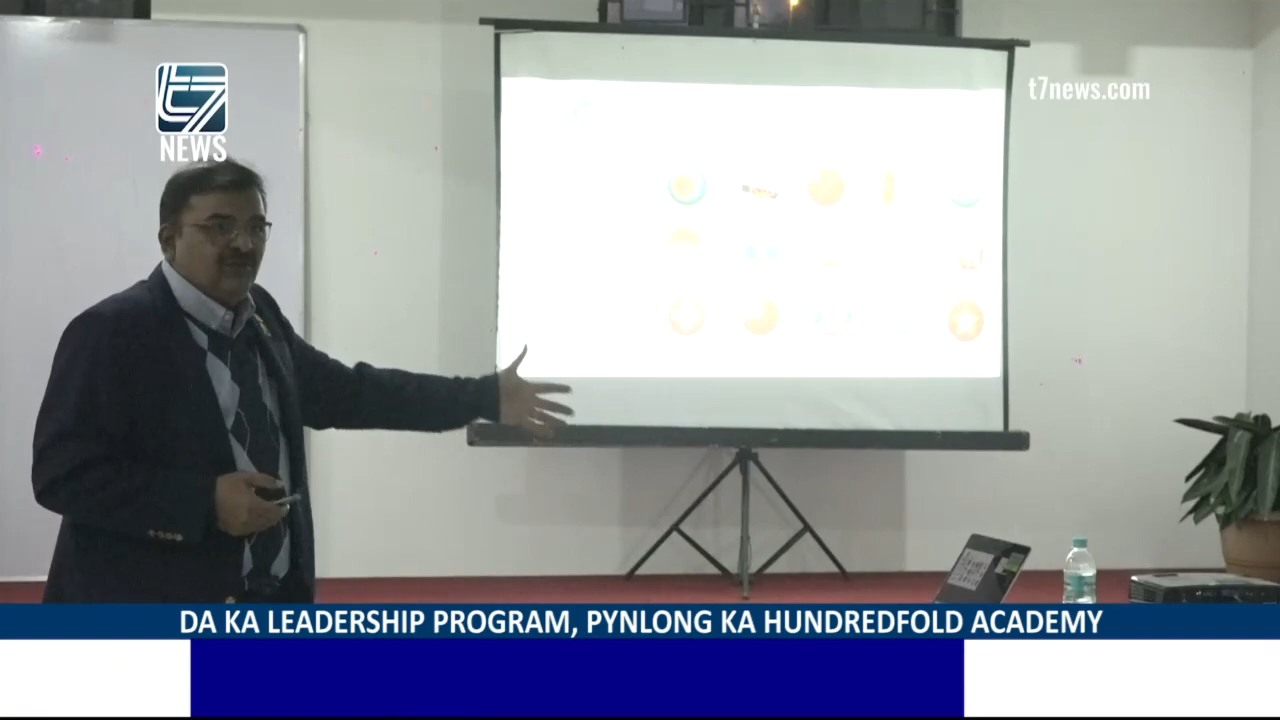 t7
NEWS
t7news.com
DA KA LEADERSHIP PROGRAM, PYNLONG KA HUNDREDFOLD ACADEMY